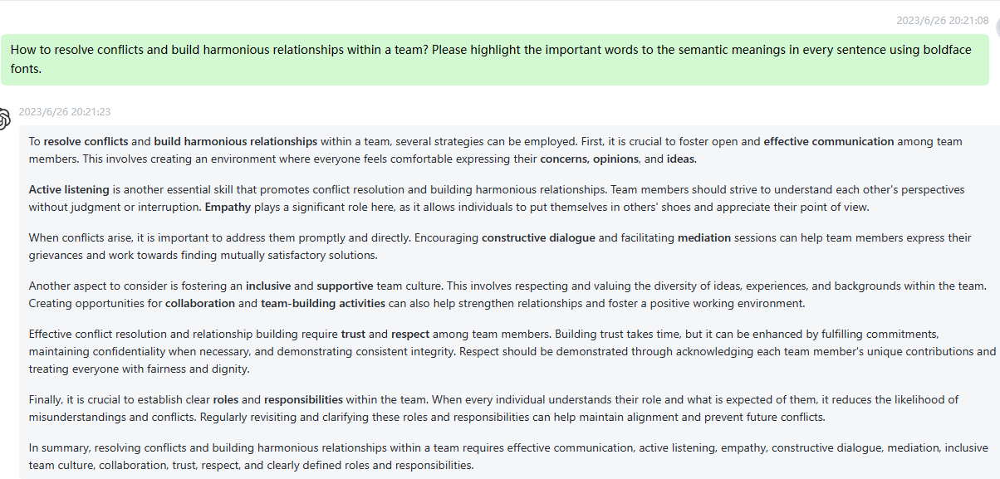 2023/6/26 20:21:08
How to resolve conflicts and build harmonious relationships within a team? Please highlight the important words to the semantic meanings in every sentence using boldface
fonts.
2023/6/26 20:21:23
To resolve conflicts and build harmonious relationships within a team, several strategies can be employed. First, it is crucial to foster open and effective communication among team
members. This involves creating an environment where everyone feels comfortable expressing their concerns, opinions, and ideas.
Active listening is another essential skill that promotes conflict resolution and building harmonious relationships. Team members should strive to understand each other's perspectives
without judgment or interruption. Empathy plays a significant role here, as it allows individuals to put themselves in others' shoes and appreciate their point of view.
When conflicts arise, it is important to address them promptly and directly. Encouraging constructive dialogue and facilitating mediation sessions can help team members express their
grievances and work towards finding mutually satisfactory solutions.
Another aspect to consider is fostering an inclusive and supportive team culture. This involves respecting and valuing the diversity of ideas, experiences, and backgrounds within the team.
Creating opportunities for collaboration and team-building activities can also help strengthen relationships and foster a positive working environment.
Effective conflict resolution and relationship building require trust and respect among team members. Building trust takes time, but it can be enhanced by fulfilling commitments,
maintaining confidentiality when necessary, and demonstrating consistent integrity. Respect should be demonstrated through acknowledging each team member's unique contributions and
treating everyone with fairness and dignity.
Finally, it is crucial to establish clear roles and responsibilities within the team. When every individual understands their role and what is expected of them, it reduces the likelihood of
misunderstandings and conflicts. Regularly revisiting and clarifying these roles and responsibilities can help maintain alignment and prevent future conflicts.
In summary, resolving conflicts and building harmonious relationships within a team requires effective communication, active listening, empathy, constructive dialogue, mediation, inclusive
team culture, collaboration, trust, respect, and clearly defined roles and responsibilities.